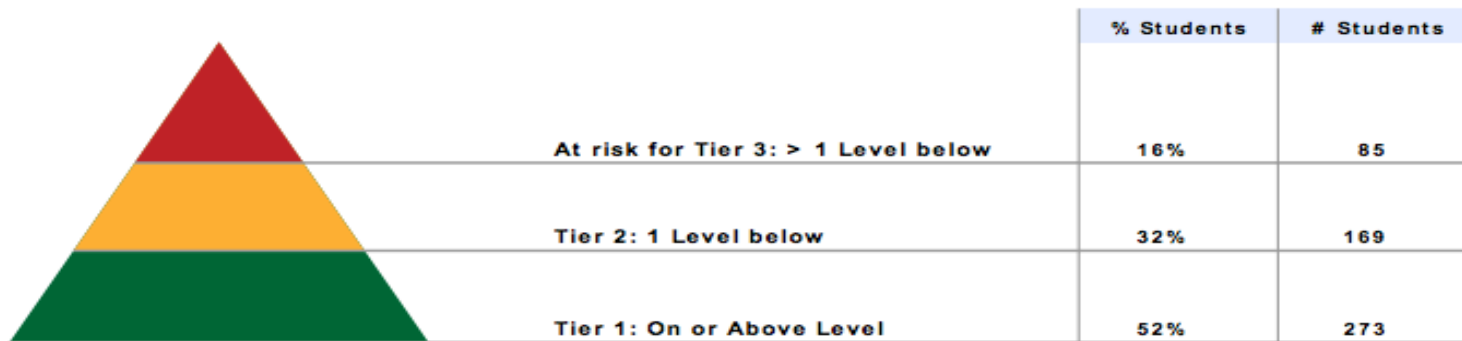 % Students # Students
At risk for Tier 3: > 1 Level below 16% 85
Tier 2: 1 Level below 32% 169
Tier 1: On or Above Level 52% 273